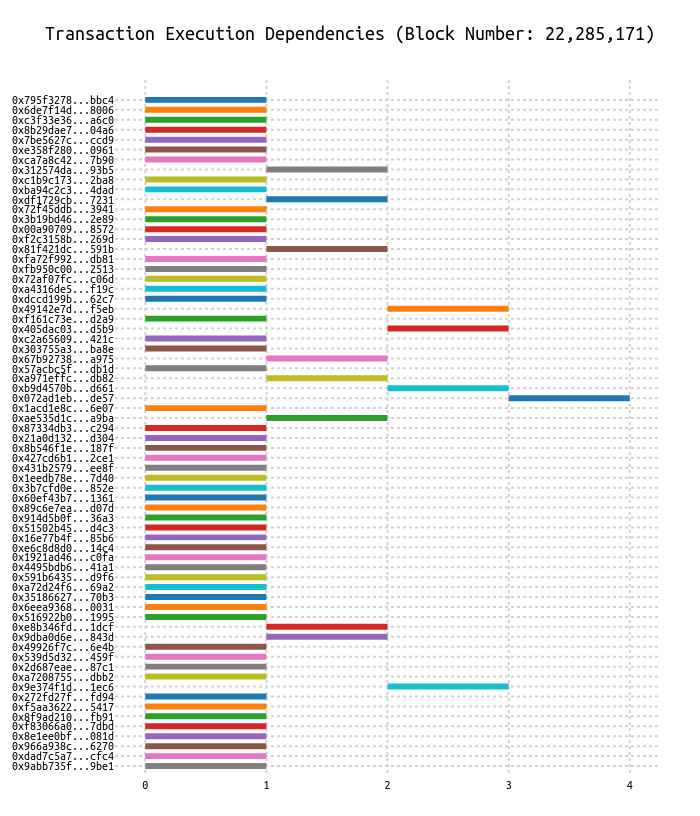 Transaction Execution Dependencies (Block Number: 22,285,171)
0x795f3278...bbc4
0x6de7f14d...8006
0xc3f33e36...a6c0
0x8b29dae7...04a6
0x7be5627c...ccd9
0xe358f280...0961
0xca7a8c42...7b90
0x312574da...93b5
0xc1b9c173...2ba8
0xba94c2c3...4dad
0xdf1729cb...7231
0x72f45ddb...3941
0x3b19bd46...2e89
0x00a90709...8572
0xf2c3158b...269d
0x81f421dc...591b
0xfa72f992...db81
0xfb950c00...2513
0x72af07fc...c06d
0xa4316de5...f19c
0xdccd199b...62c7
0x49142e7d...f5eb
0xf161c73e...d2a9
0x405dac03...d5b9
0xc2a65609...421c
0x303755a3...ba8e
0x67b92738...a975
0x57acbc5f...db1d
0xa971effc...db82
0xb9d4570b...d661
0x072ad1eb...de57
0x1acd1e8c...6e07
0xae535d1c...a9ba
0x87334db3...c294
0x21a0d132...d304
0x8b546f1e...187f
0x427cd6b1...2ce1
0x431b2579...ee8f
0x1eedb78e...7d40
0x3b7cfd0e...852e
0x60ef43b7...1361
0x89c6e7ea...d07d
0x914d5b0f...36a3
0x51502b45...d4c3
0x16e77b4f...85b6
0xe6c8d8d0...14c4
0x1921ad46...c0fa
0x4495bdb6...41a1
0x591b6435...d9f6
0xa72d24f6...69a2
0x35186627...70b3
0x6eea9368...0031
0x516922b0...1995
0xe8b346fd...1dcf
0x9dba0d6e...843d
0x49926f7c...6e4b
0x539d5d32...459f
0x2d687eae...87c1
0xa7208755...dbb2
0x9e374f1d...1ec6
0x272fd27f...fd94
0xf5aa3622...5417
0x8f9ad210...fb91
0xf83066a0...7dbd
0x8e1ee0bf...081d
0x966a938c...6270
0xdad7c5a7...cfc4
0x9abb735f...9be1
0 1 2 3 4